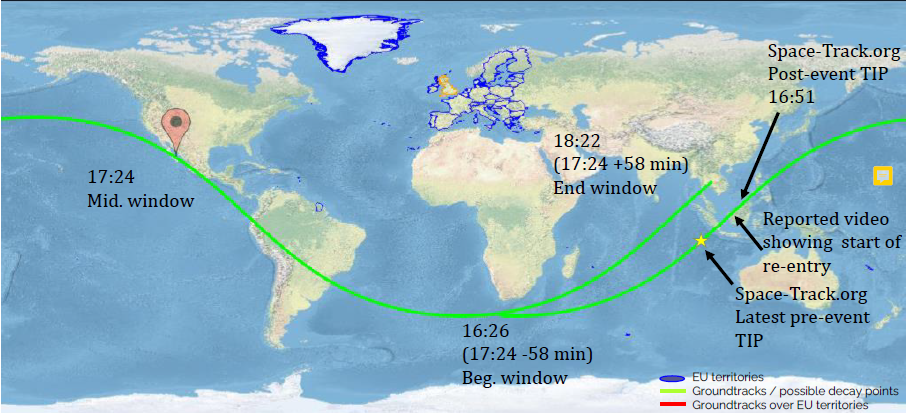 Space-Track.org
Post-event TIP
16:51
18:22
(17:24 +58 min)
End window
17:24
Mid. window
Reported video
showing start of
re-entry
Space-Track.org
Latest pre-event
TIP
16:26
(17:24 -58 min)
Beg. window
EU territories
Groundtracks / possible decay points
Groundtracks over EU territories